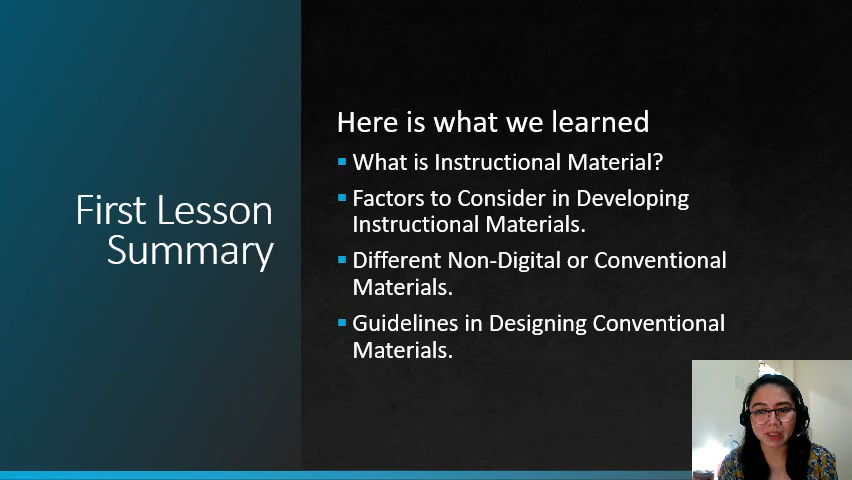 First Lesson
Summary
Here is what we learned
What is Instructional Material?
Factors to Consider in Developing
Instructional Materials.
Different Non-Digital or Conventional
Materials.
Guidelines in Designing Conventional
Materials.